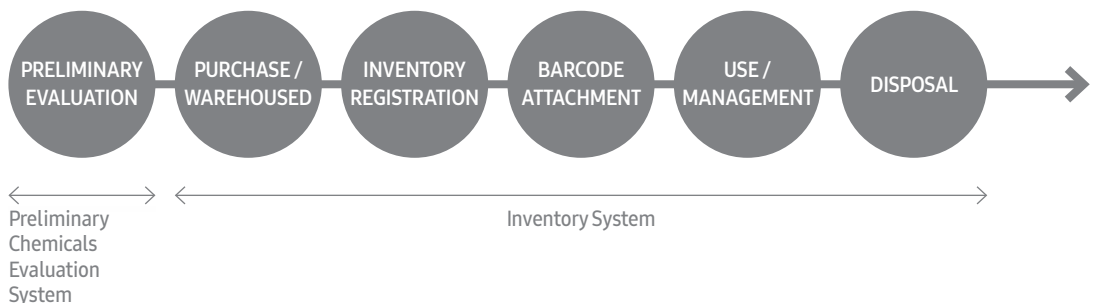 PRELIMINARY
EVALUATION
PURCHASE /
WAREHOUSED
INVENTORY
REGISTRATION
BARCODE
ATTACHMENT
USE /
MANAGEMENT
DISPOSAL
Preliminary
Chemicals
Evaluation
System
Inventory System